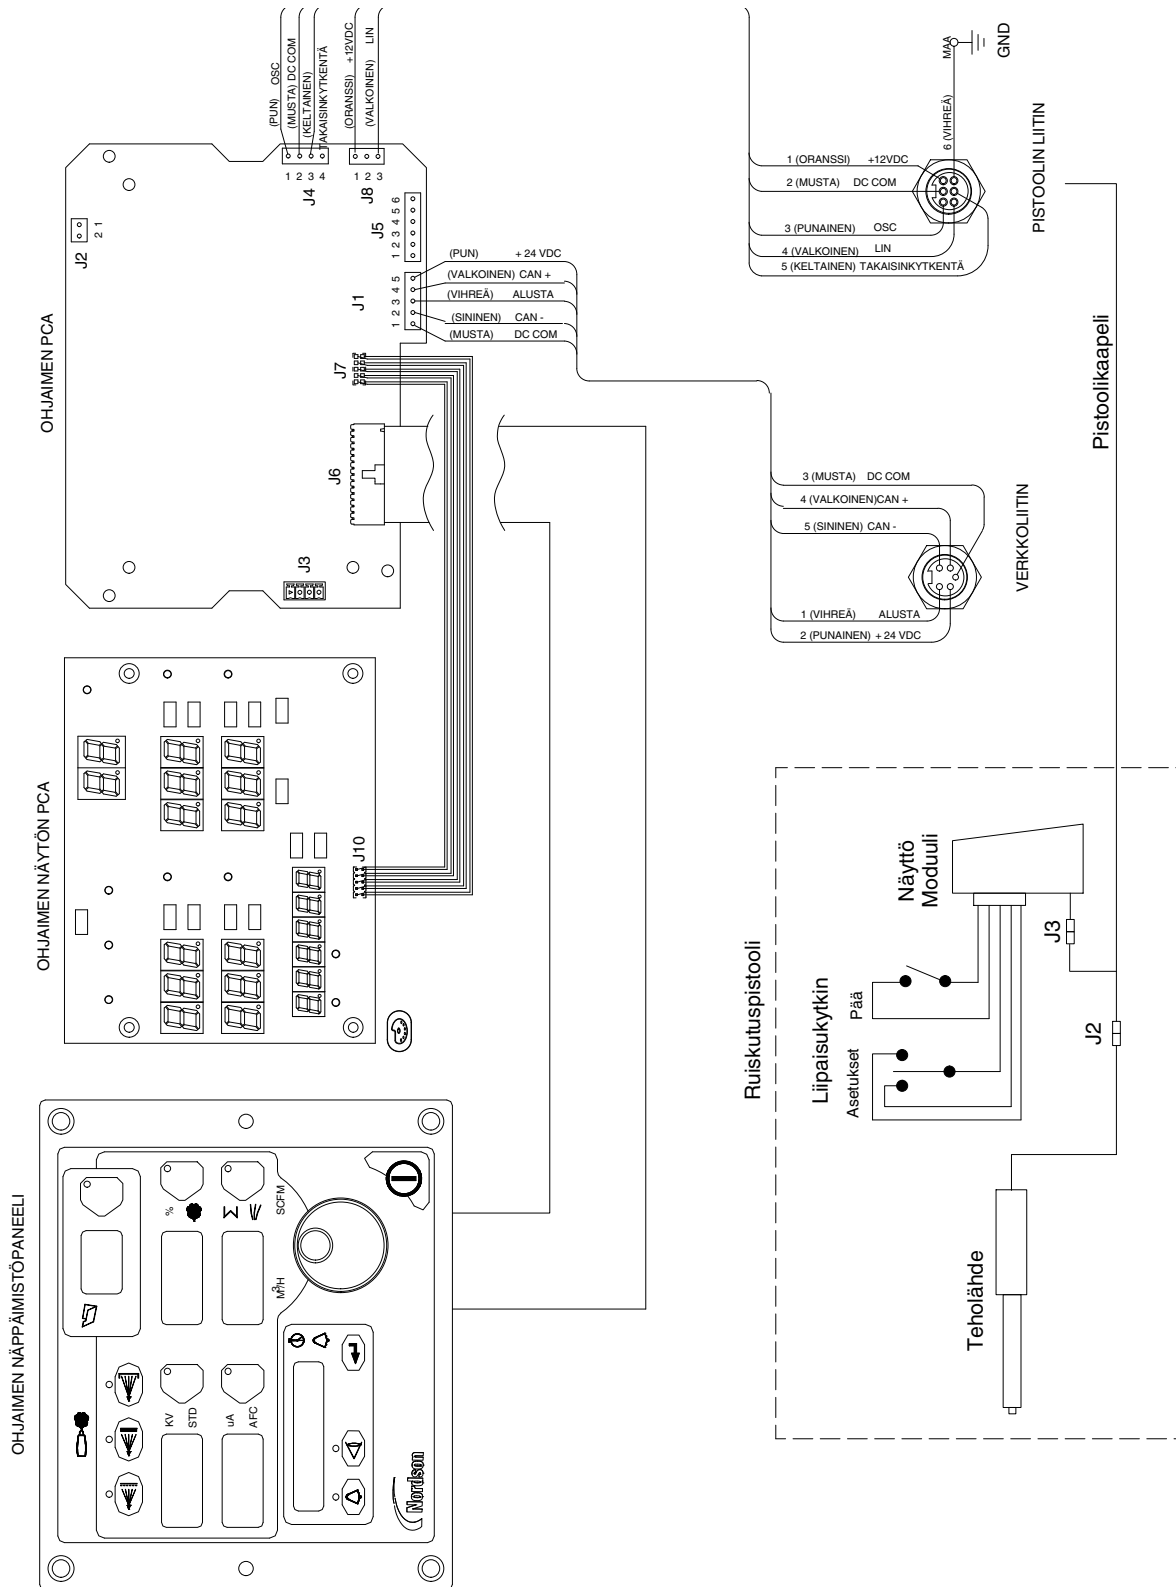 OHJAIMEN PCA
J2
2 1
(PUN) OSC
(MUSTA) DC COM
(KELTAINEN)
TAKAISINKYTKENTÄ
(ORANSSI) +12VDC
(VALKOINEN) LIN
1 2 3 4
J4
1 2 3
J8
1 2 3 4 5 6
J5
1 2 3 4 5
J1
J7
J6
J3
(PUN) + 24 VDC
(VALKOINEN) CAN +
(VIHREÄ) ALUSTA
(SININEN) CAN -
(MUSTA) DC COM
MAA
GND
6 (VIHREÄ)
1 (ORANSSI) +12VDC
2 (MUSTA) DC COM
3 (PUNAINEN) OSC
4 (VALKOINEN) LIN
5 (KELTAINEN) TAKAISINKYTKENTÄ
PISTOOLIN LIITIN
Pistoolikaapeli
3 (MUSTA) DC COM
4 (VALKOINEN)CAN +
5 (SININEN) CAN -
1 (VIHREÄ) ALUSTA
2 (PUNAINEN) + 24 VDC
VERKKOLIITIN
OHJAIMEN NÄYTÖN PCA
J10
OHJAIMEN NÄPPÄIMISTÖPANEELI
%
SCFM
M³/H
KV
STD
uA
AFC
Nordson
Ruiskutuspistooli
Liipaisukytkin
Pää
Asetukset
Näyttö
Moduuli
J3
J2
Teholähde